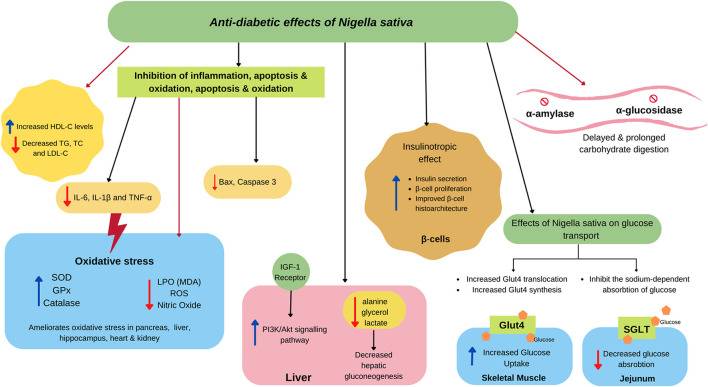 Anti-diabetic effects of Nigella sativa
Inhibition of inflammation, apoptosis &
oxidation, apoptosis & oxidation
Increased HDL-C levels
Decreased TG, TC
and LDL-C
IL-6, IL-1β and TNF-α
Bax, Caspase 3
Insulinotropic
effect
• Insulin secretion
• β-cell proliferation
• Improved β-cell
histoarchitecture
β-cells
α-amylase
α-glucosidase
Delayed & prolonged
carbohydrate digestion
Oxidative stress
SOD
GPx
Catalase
LPO (MDA)
ROS
Nitric Oxide
Ameliorates oxidative stress in pancreas, liver,
hippocampus, heart & kidney
IGF-1
Receptor
PI3K/Akt signalling
pathway
alanine
glycerol
lactate
Decreased
hepatic
gluconeogenesis
Liver
Effects of Nigella sativa on glucose
transport
• Increased Glut4 translocation
• Increased Glut4 synthesis
• Inhibit the sodium-dependent
absorbtion of glucose
Glut4
Glucose
Increased Glucose
Uptake
Skeletal Muscle
SGLT
Glucose
Decreased glucose
absorbtion
Jejunum